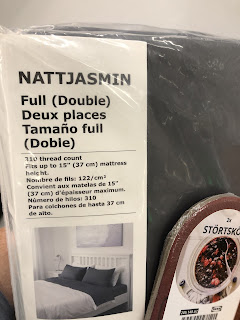 NATTJASMIN
Full (Double)
Deux places
Tamaño full
(Doble)
310 thread count
Fits up to 15" (37 cm) mattress
height.
Nombre de fils: 122/cm²
Convient aux matelas de 15"
(37 cm) d'épaisseur maximum.
Número de hilos: 310
Para colchones de hasta 37 cm
de alto.
2x
STÖRTSKÖ